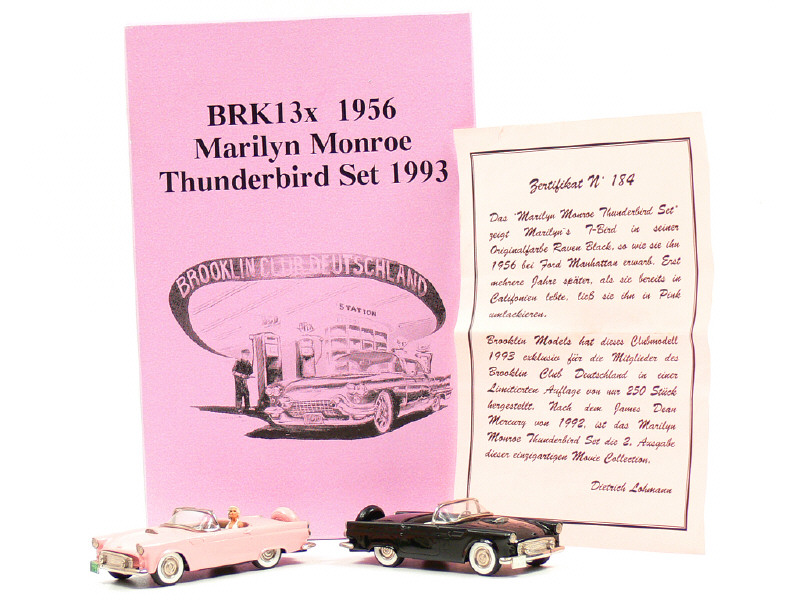 BRK13x 1956
Marilyn Monroe
Thunderbird Set 1993
BROOKLIN CLUB DEUTSCHLAND
STATION
Zertifikat N° 184
Das "Marilyn Monroe Thunderbird Set"
zeigt Marilyn's T-Bird in seiner
Originalfarbe Raven Black, so wie sie ihn
1956 bei Ford Manhattan erwarb. Erst
mehrere Jahre später, als sie bereits in
Califonien lebte, ließ sie ihn in Pink
umlackieren.
Brooklin Models hat dieses Clubmodell
1993 exklusiv für die Mitglieder des
Brooklin Club Deutschland in einer
Limitierten Auflage von nur 250 Stück
hergestellt. Nach dem James Dean
Mercury von 1992, ist das Marilyn
Monroe Thunderbird Set die 2. Ausgabe
dieser einzigartigen Movie Collection.
Dietrich Lohmann